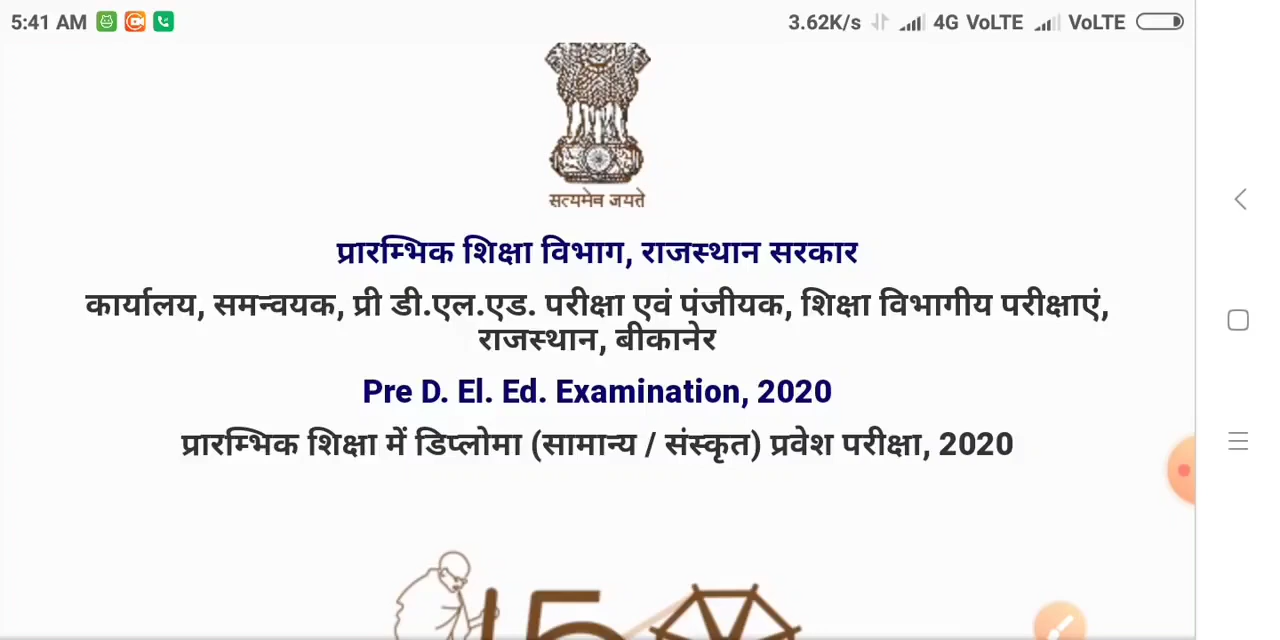 5:41 AM 3.62K/s 4G VoLTE VoLTE
सत्यमेव जयते
प्रारम्भिक शिक्षा विभाग, राजस्थान सरकार
कार्यालय, समन्वयक, प्री डी.एल.एड. परीक्षा एवं पंजीयक, शिक्षा विभागीय परीक्षाएं,
राजस्थान, बीकानेर
Pre D. El. Ed. Examination, 2020
प्रारम्भिक शिक्षा में डिप्लोमा (सामान्य / संस्कृत) प्रवेश परीक्षा, 2020
15